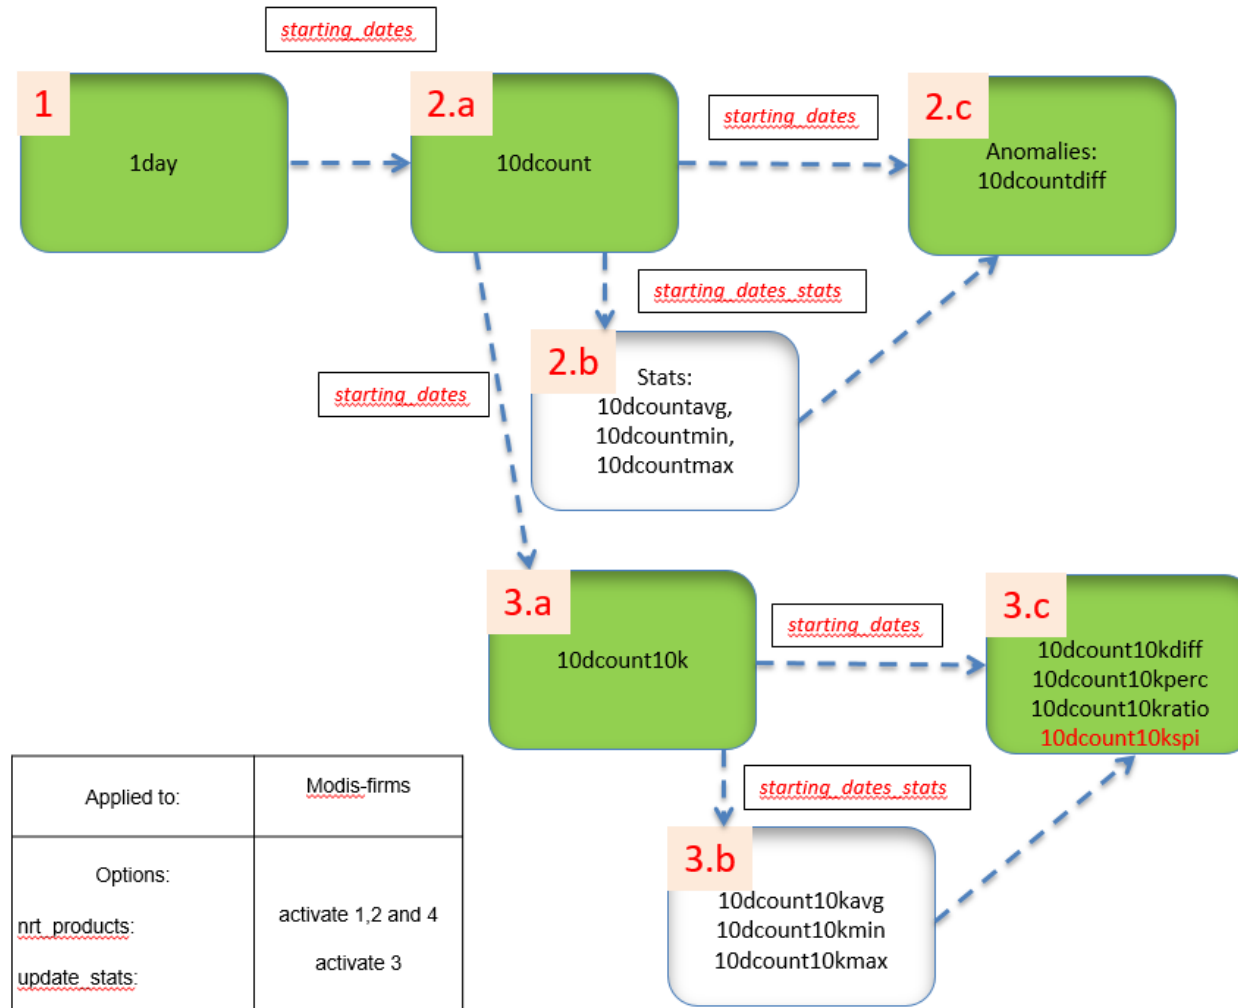 starting_dates
1
1day
2.a
10dcount
starting_dates
2.c
Anomalies:
10dcountdiff
starting_dates_stats
2.b
Stats:
10dcountavg,
10dcountmin,
10dcountmax
starting_dates
3.a
10dcount10k
starting_dates
3.c
10dcount10kdiff
10dcount10kperc
10dcount10kratio
10dcount10kspi
starting_dates_stats
3.b
10dcount10kavg
10dcount10kmin
10dcount10kmax
Applied to:
Modis-firms
Options:
nrt_products:
activate 1,2 and 4
update_stats:
activate 3